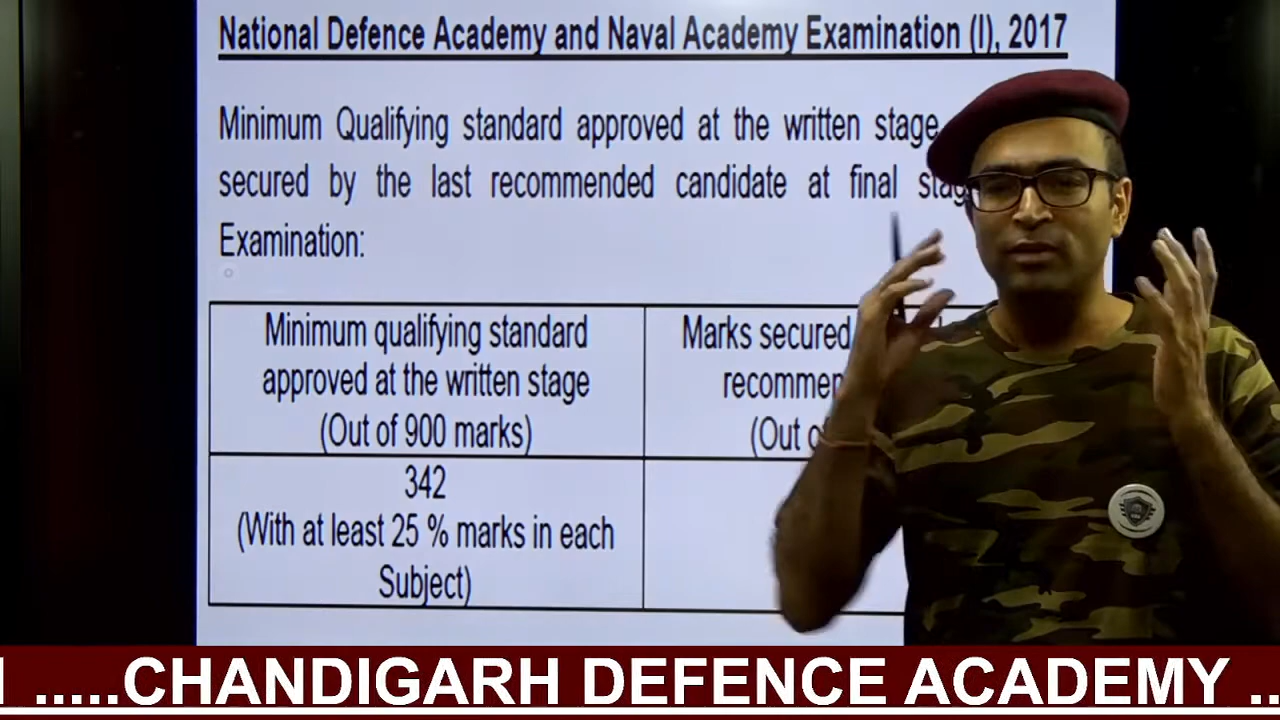 National Defence Academy and Naval Academy Examination (I), 2017
Minimum Qualifying standard approved at the written stage
secured by the last recommended candidate at final
Examination:
Minimum qualifying standard
approved at the written stage
(Out of 900 marks)
Marks secured
(Out
342
(With at least 25 % marks in each
Subject)
.....CHANDIGARH DEFENCE ACADEMY ..